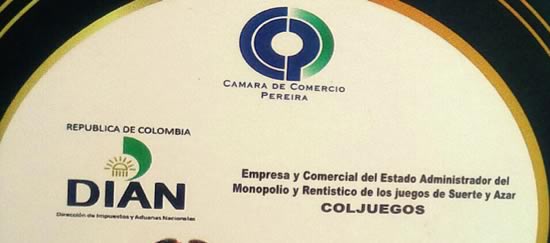 CAMARA DE COMERCIO
PEREIRA
REPUBLICA DE COLOMBIA
DIAN
Dirección de Impuestos y Aduanas Nacionales
Empresa y Comercial del Estado Administrador del
Monopolio y Rentistico de los juegos de Suerte y Azar
COLJUEGOS